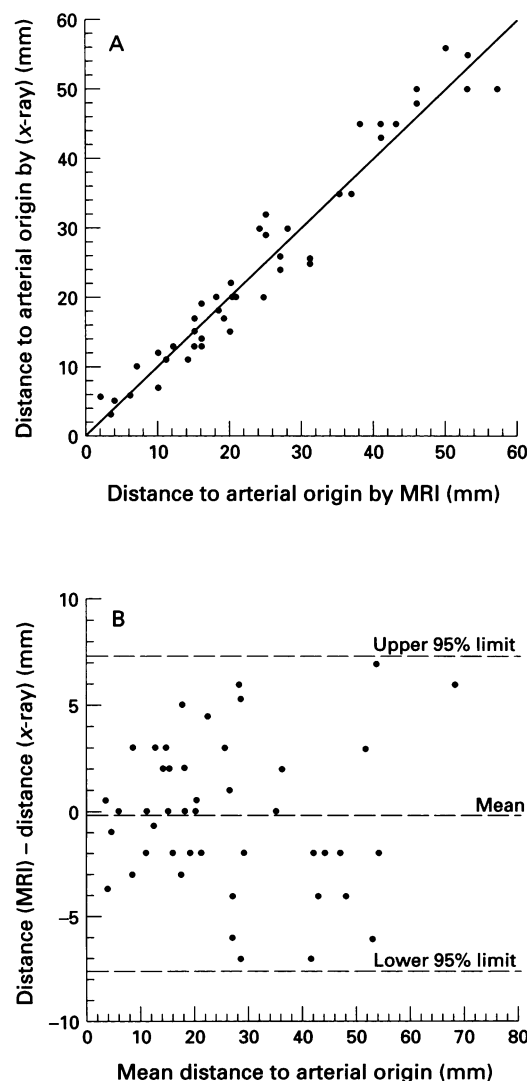 A
Distance to arterial origin by (x-ray) (mm)
60
50
40
30
20
10
0
0 10 20 30 40 50 60
Distance to arterial origin by MRI (mm)
B
Distance (MRI) – distance (x-ray) (mm)
10
Upper 95% limit
5
Mean
0
−5
Lower 95% limit
−10
0 10 20 30 40 50 60 70 80
Mean distance to arterial origin (mm)